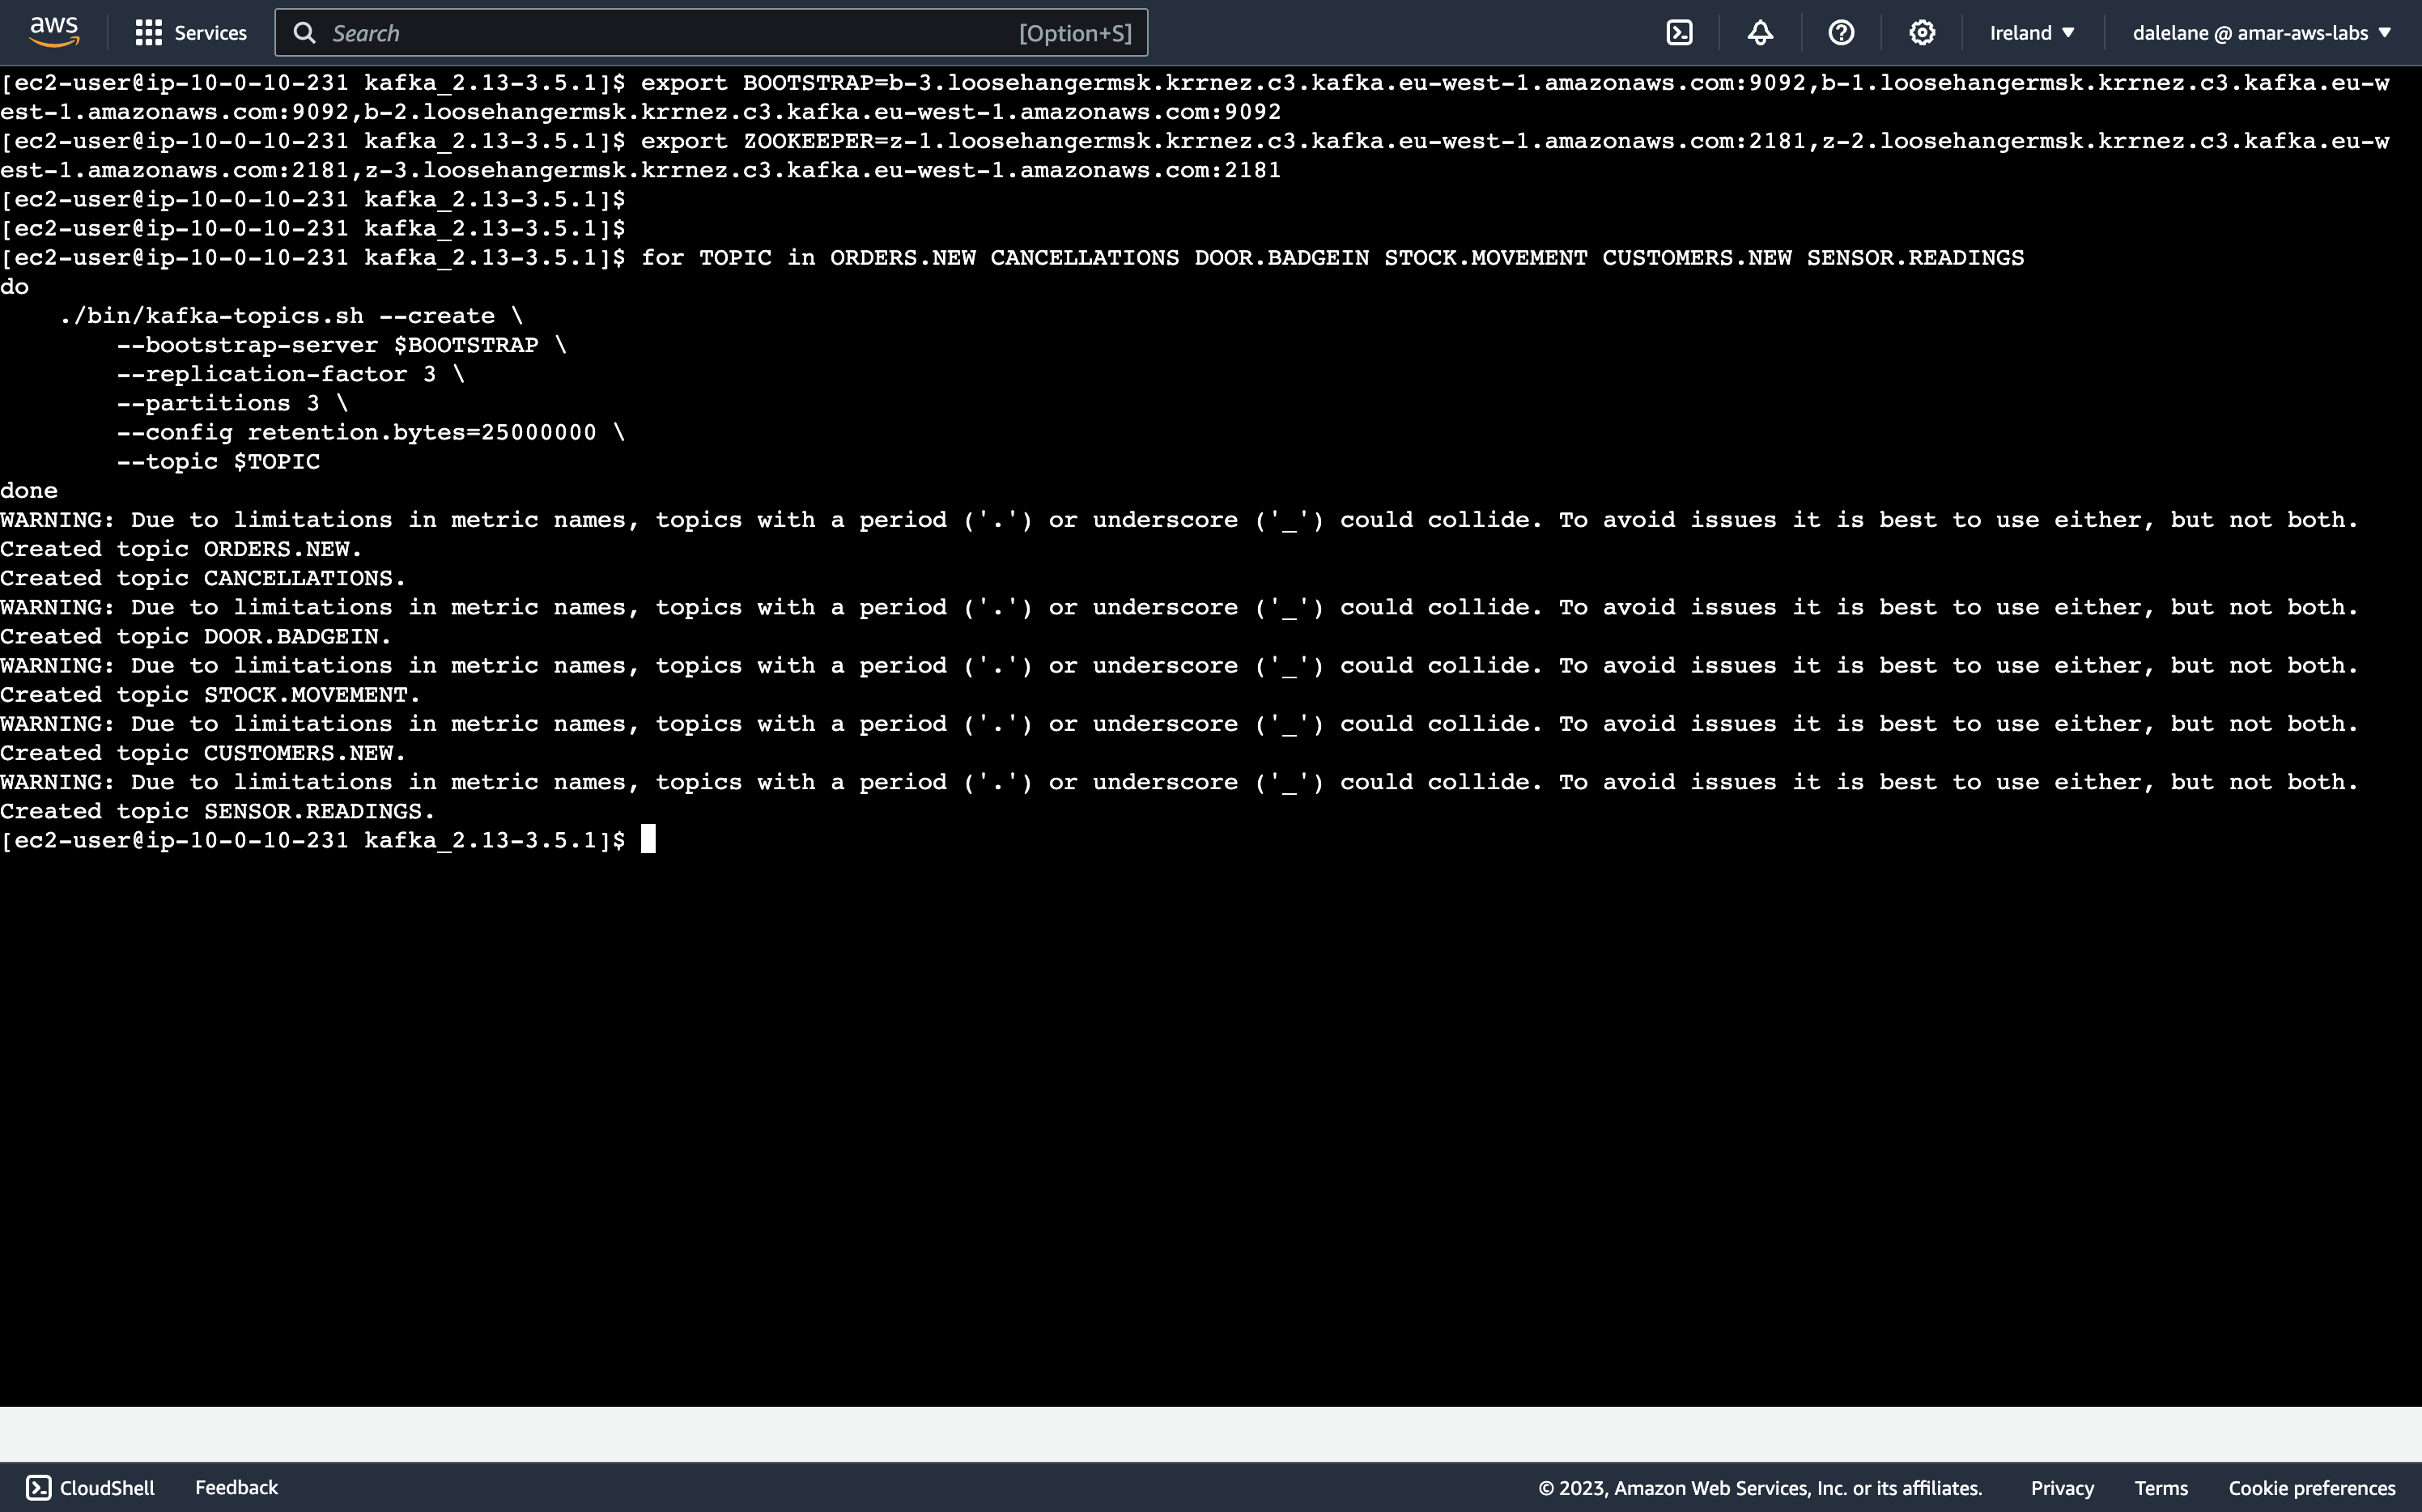 aws Services Search [Option+S] Ireland dalelane @ amar-aws-labs
[ec2-user@ip-10-0-10-231 kafka_2.13-3.5.1]$ export BOOTSTRAP=b-3.loosehangermsk.krrnez.c3.kafka.eu-west-1.amazonaws.com:9092,b-1.loosehangermsk.krrnez.c3.kafka.eu-w
est-1.amazonaws.com:9092,b-2.loosehangermsk.krrnez.c3.kafka.eu-west-1.amazonaws.com:9092
[ec2-user@ip-10-0-10-231 kafka_2.13-3.5.1]$ export ZOOKEEPER=z-1.loosehangermsk.krrnez.c3.kafka.eu-west-1.amazonaws.com:2181,z-2.loosehangermsk.krrnez.c3.kafka.eu-w
est-1.amazonaws.com:2181,z-3.loosehangermsk.krrnez.c3.kafka.eu-west-1.amazonaws.com:2181
[ec2-user@ip-10-0-10-231 kafka_2.13-3.5.1]$
[ec2-user@ip-10-0-10-231 kafka_2.13-3.5.1]$
[ec2-user@ip-10-0-10-231 kafka_2.13-3.5.1]$ for TOPIC in ORDERS.NEW CANCELLATIONS DOOR.BADGEIN STOCK.MOVEMENT CUSTOMERS.NEW SENSOR.READINGS
do
    ./bin/kafka-topics.sh --create \
        --bootstrap-server $BOOTSTRAP \
        --replication-factor 3 \
        --partitions 3 \
        --config retention.bytes=25000000 \
        --topic $TOPIC
done
WARNING: Due to limitations in metric names, topics with a period ('.') or underscore ('_') could collide. To avoid issues it is best to use either, but not both.
Created topic ORDERS.NEW.
Created topic CANCELLATIONS.
WARNING: Due to limitations in metric names, topics with a period ('.') or underscore ('_') could collide. To avoid issues it is best to use either, but not both.
Created topic DOOR.BADGEIN.
WARNING: Due to limitations in metric names, topics with a period ('.') or underscore ('_') could collide. To avoid issues it is best to use either, but not both.
Created topic STOCK.MOVEMENT.
WARNING: Due to limitations in metric names, topics with a period ('.') or underscore ('_') could collide. To avoid issues it is best to use either, but not both.
Created topic CUSTOMERS.NEW.
WARNING: Due to limitations in metric names, topics with a period ('.') or underscore ('_') could collide. To avoid issues it is best to use either, but not both.
Created topic SENSOR.READINGS.
[ec2-user@ip-10-0-10-231 kafka_2.13-3.5.1]$
CloudShell Feedback © 2023, Amazon Web Services, Inc. or its affiliates. Privacy Terms Cookie preferences